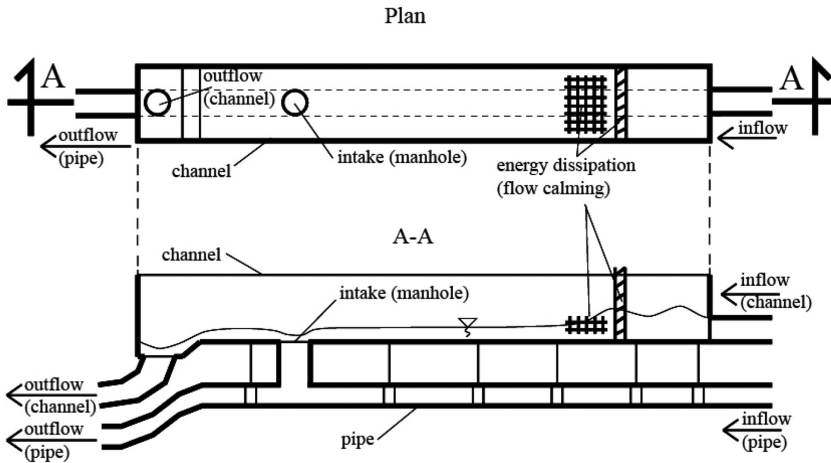 Plan
A
A
outflow
(channel)
outflow
(pipe)
channel
intake (manhole)
energy dissipation
(flow calming)
inflow
(pipe)
A-A
channel
intake (manhole)
inflow
(channel)
outflow
(channel)
outflow
(pipe)
pipe
inflow
(pipe)